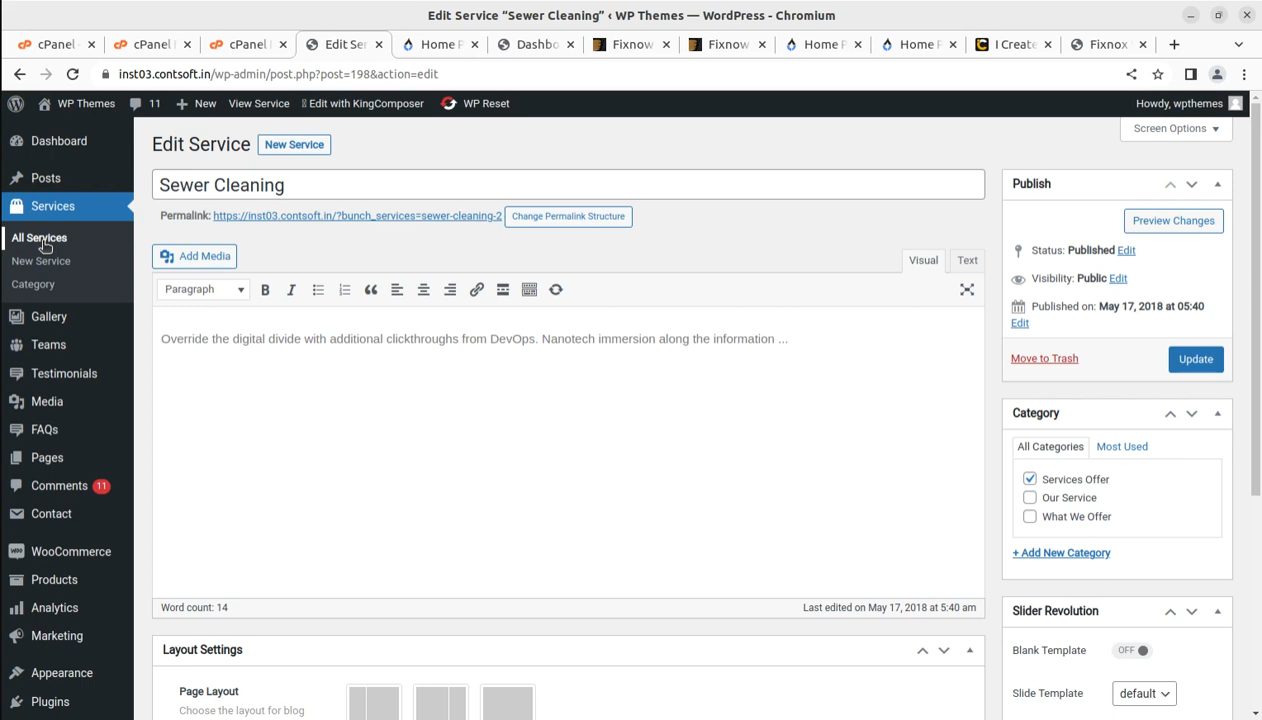 Edit Service “Sewer Cleaning” ‹ WP Themes — WordPress - Chromium
cPanel
cPanel
cPanel
Edit Ser
Home P
Dashbo
Fixnow
Fixnow
Home P
Home P
I Create
Fixnox
inst03.contsoft.in/wp-admin/post.php?post=198&action=edit
WP Themes 11 New View Service Edit with KingComposer WP Reset Howdy, wpthemes
Screen Options
Dashboard
Posts
Services
All Services
New Service
Category
Gallery
Teams
Testimonials
Media
FAQs
Pages
Comments 11
Contact
WooCommerce
Products
Analytics
Marketing
Appearance
Plugins
Edit Service New Service
Sewer Cleaning
Permalink: https://inst03.contsoft.in/?bunch_services=sewer-cleaning-2 Change Permalink Structure
Add Media
Visual Text
Paragraph B I
Override the digital divide with additional clickthroughs from DevOps. Nanotech immersion along the information ...
Word count: 14 Last edited on May 17, 2018 at 5:40 am
Layout Settings
Page Layout
Choose the layout for blog
Publish
Preview Changes
Status: Published Edit
Visibility: Public Edit
Published on: May 17, 2018 at 05:40
Edit
Move to Trash Update
Category
All Categories Most Used
Services Offer
Our Service
What We Offer
+ Add New Category
Slider Revolution
Blank Template OFF
Slide Template default